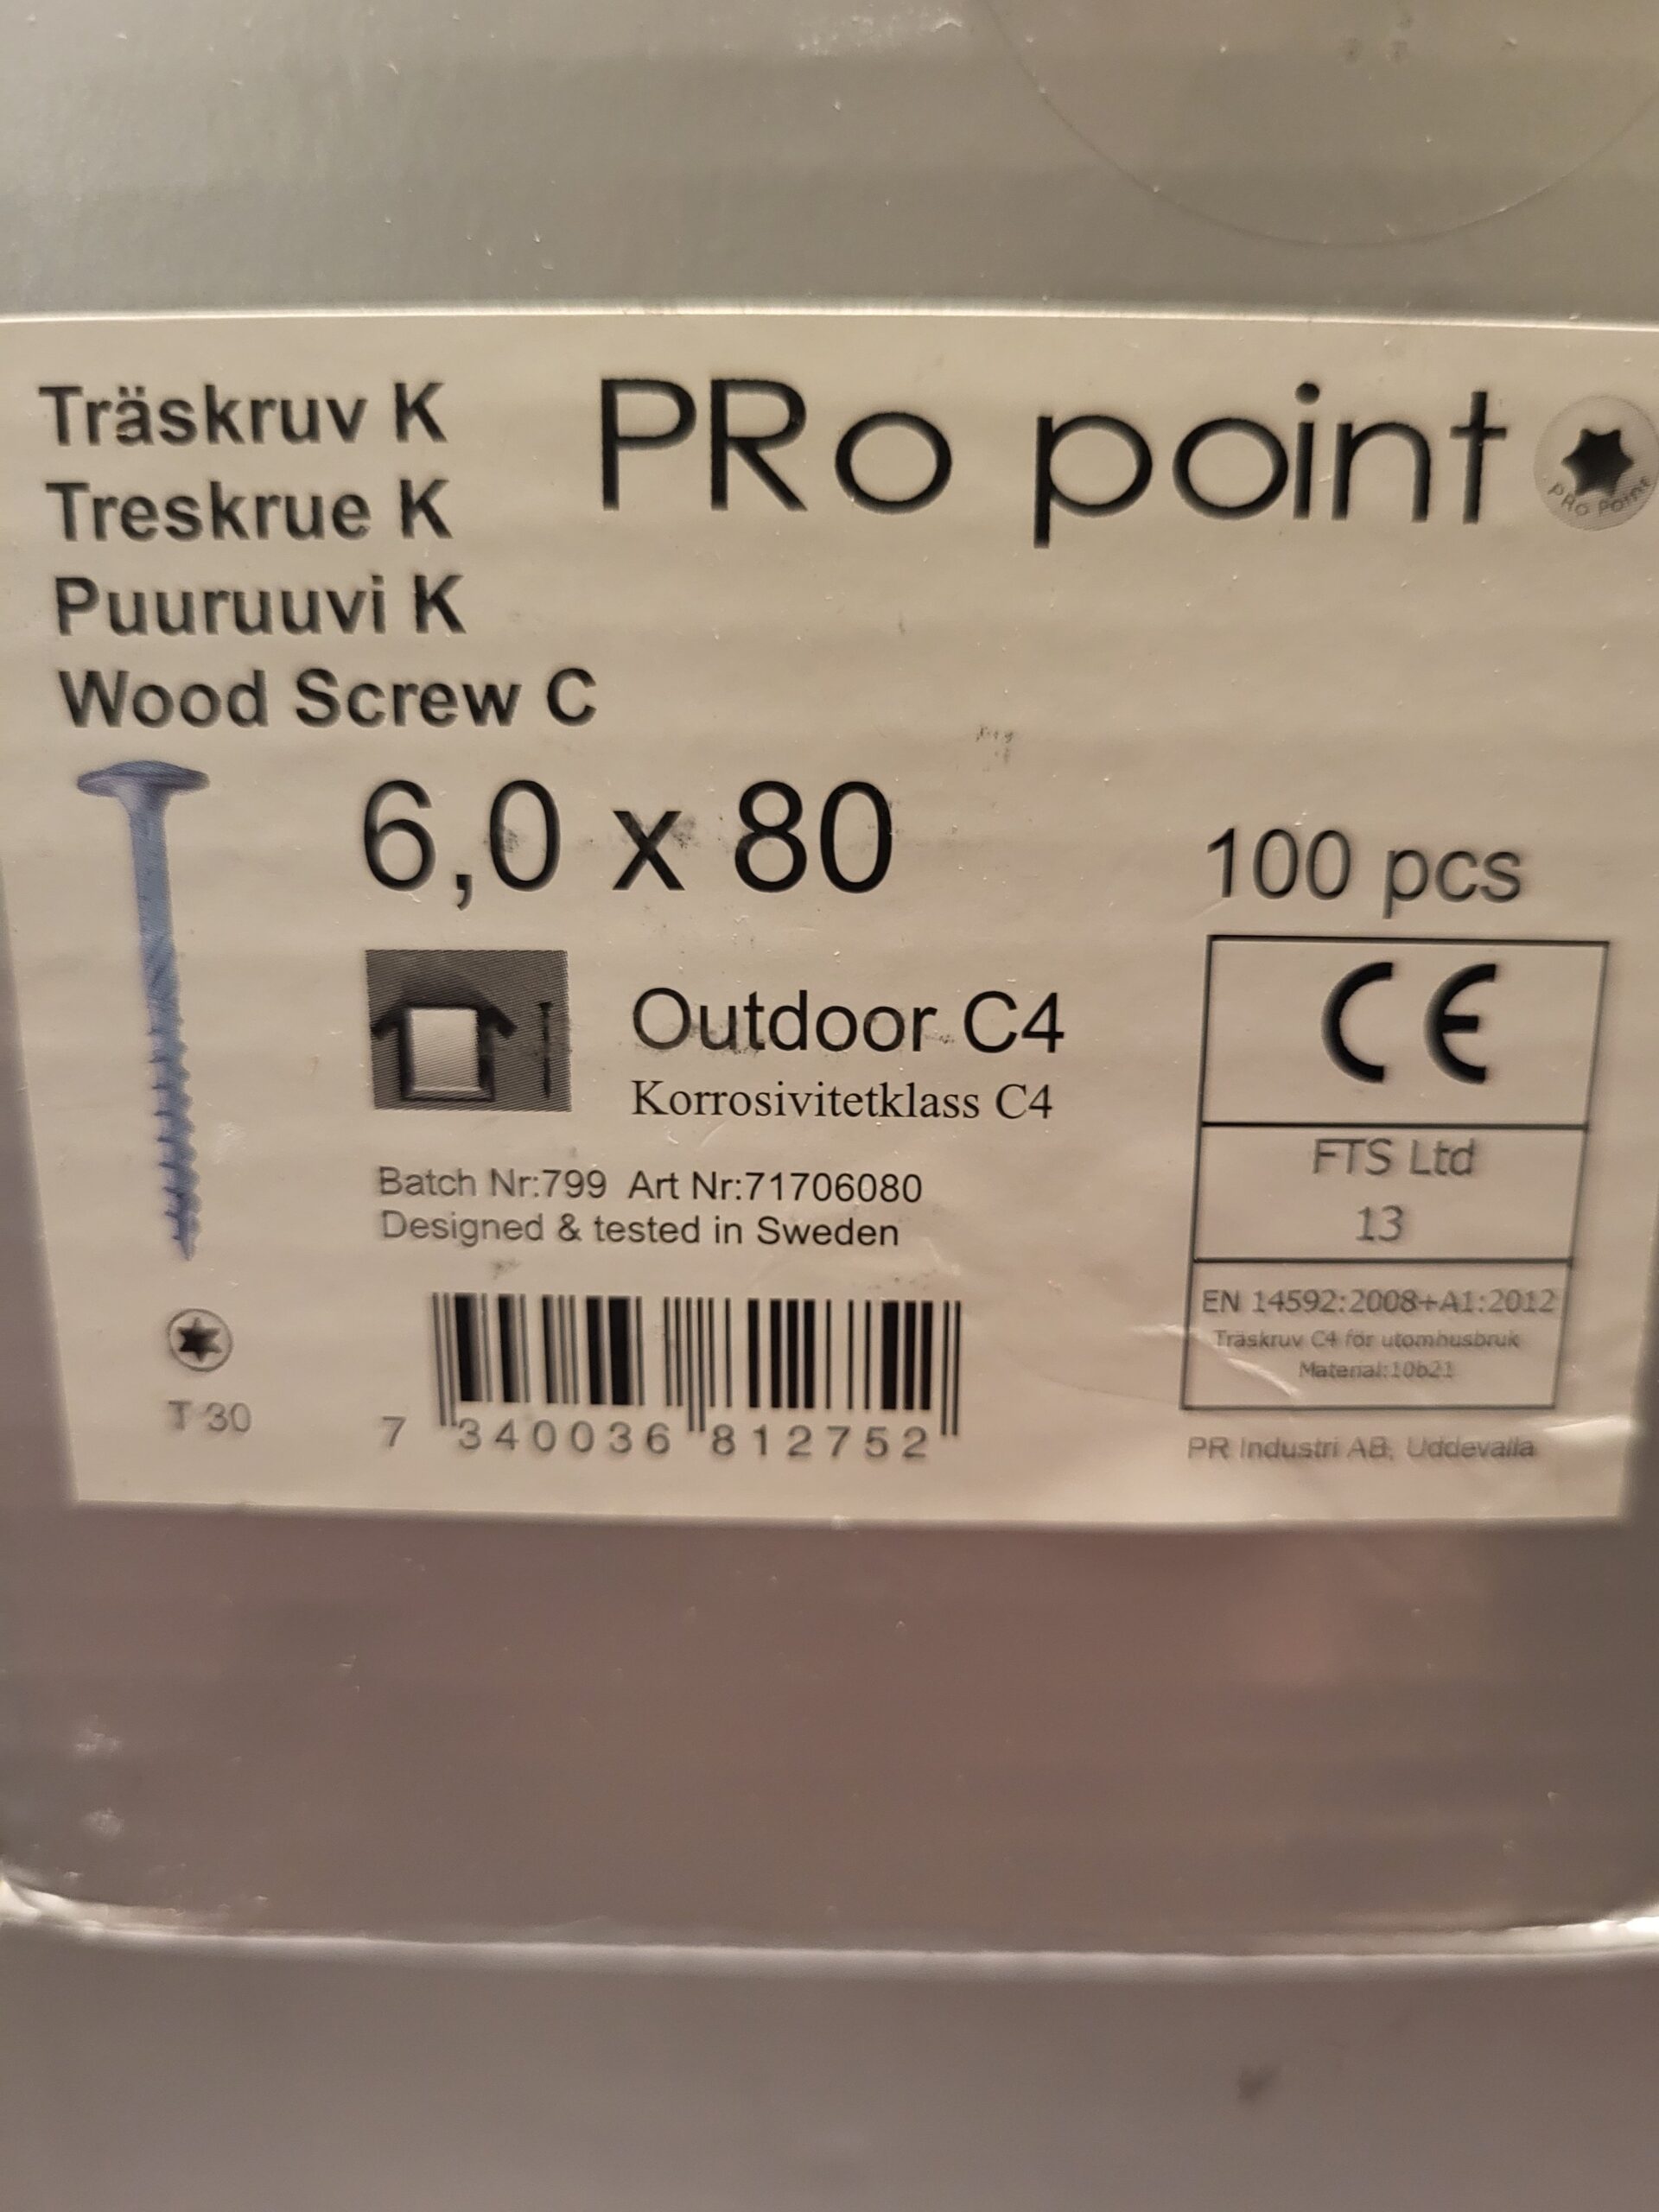 Träskruv K
Treskrue K
Puuruuvi K
Wood Screw C
PRo point
PRo Point
6,0 x 80
100 pcs
Outdoor C4
Korrosivitetklass C4
Batch Nr:799 Art Nr:71706080
Designed & tested in Sweden
T 30
7 340036 812752
CE
FTS Ltd
13
EN 14592:2008+A1:2012
Träskruv C4 för utomhusbruk
Material:10b21
PR Industri AB, Uddevalla